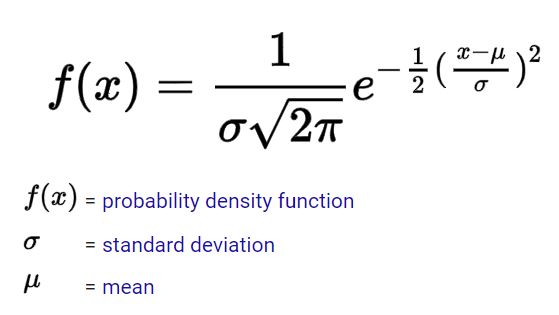 f(x) = 1/(σ√(2π)) e^(−1/2((x−μ)/σ)^2)
f(x) = probability density function
σ = standard deviation
μ = mean